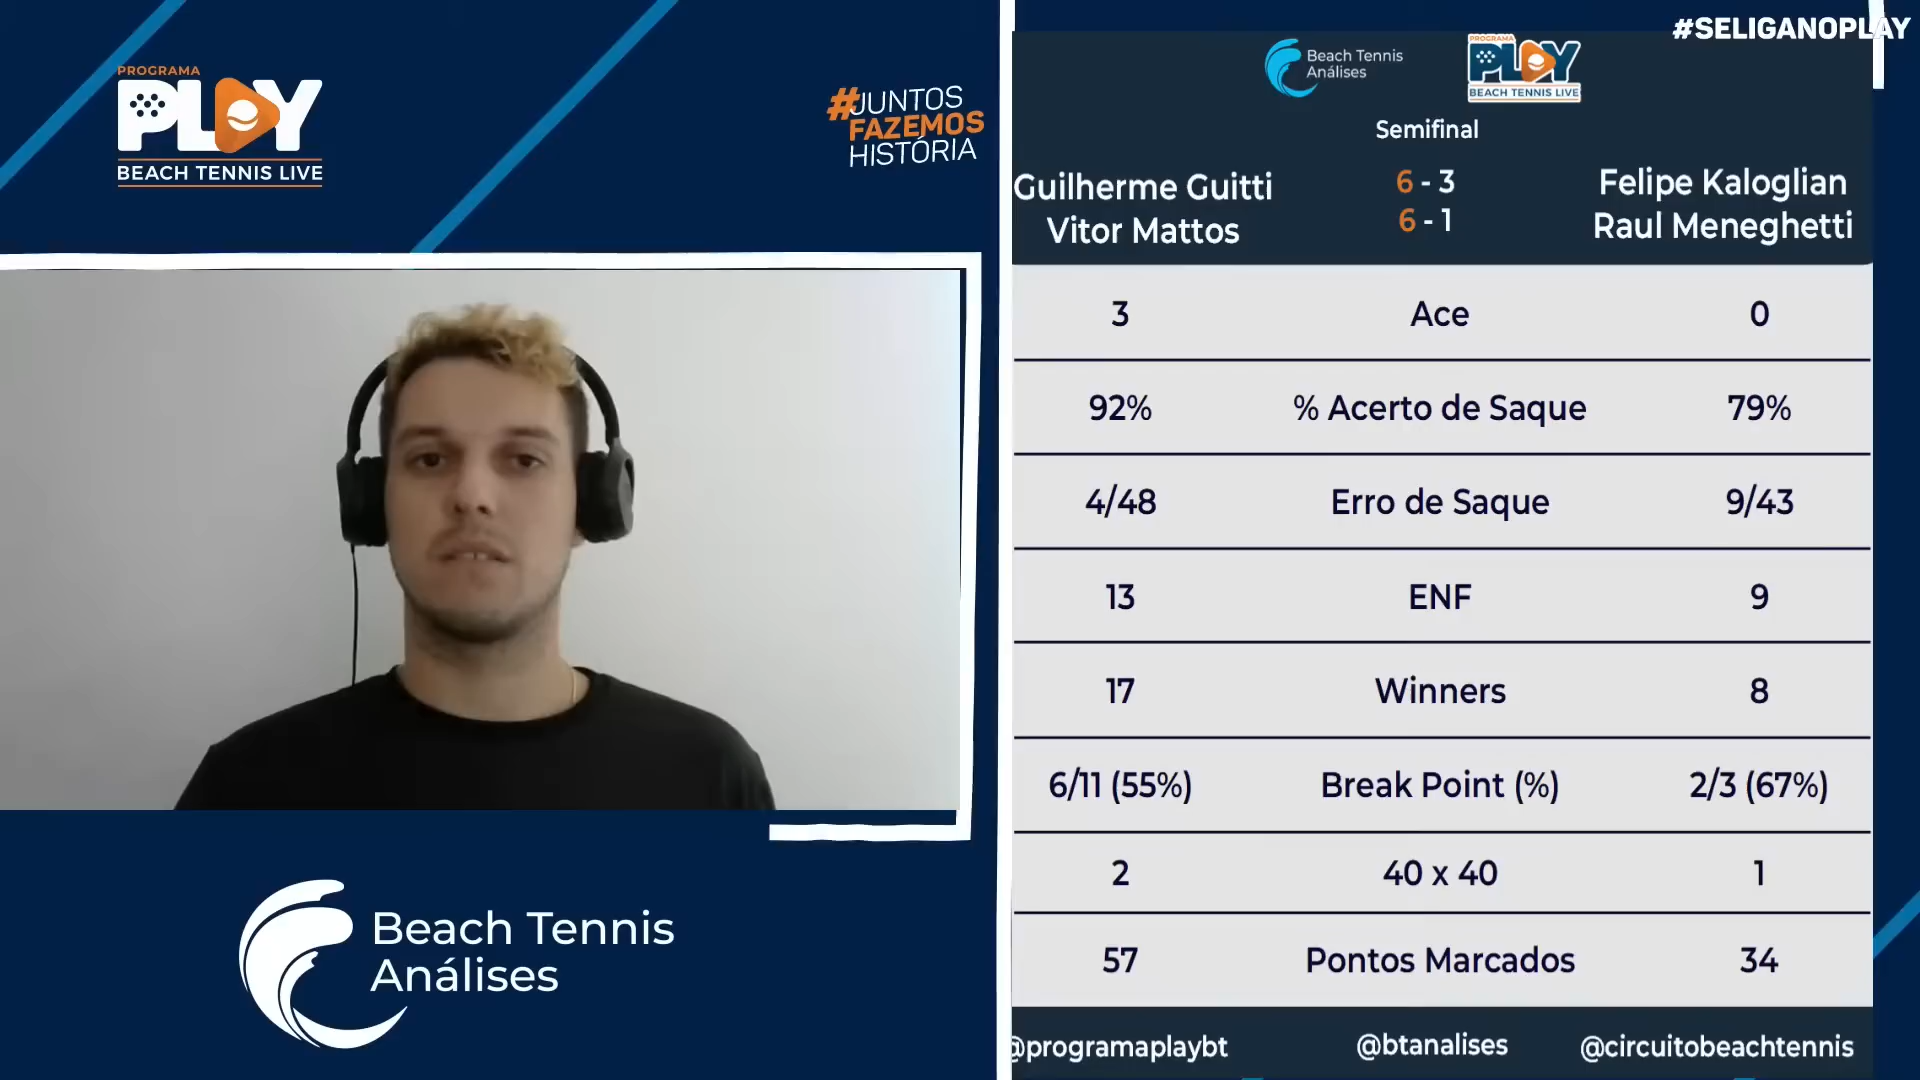 PROGRAMA
PLAY
BEACH TENNIS LIVE
#JUNTOS
FAZEMOS
HISTÓRIA
Beach Tennis
Análises
#SELIGANOPLAY
Beach Tennis
Análises
PROGRAMA
PLAY
BEACH TENNIS LIVE
Semifinal
Guilherme Guitti 6 - 3 Felipe Kaloglian
Vitor Mattos 6 - 1 Raul Meneghetti
3 Ace 0
92% % Acerto de Saque 79%
4/48 Erro de Saque 9/43
13 ENF 9
17 Winners 8
6/11 (55%) Break Point (%) 2/3 (67%)
2 40 x 40 1
57 Pontos Marcados 34
@programaplaybt @btanalises @circuitobeachtennis